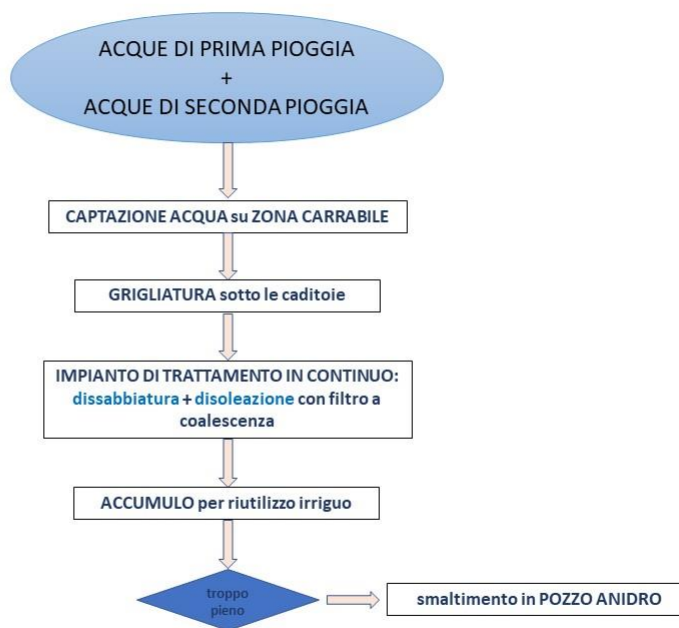 ACQUE DI PRIMA PIOGGIA
+
ACQUE DI SECONDA PIOGGIA
CAPTAZIONE ACQUA su ZONA CARRABILE
GRIGLIATURA sotto le caditoie
IMPIANTO DI TRATTAMENTO IN CONTINUO:
dissabbiatura + disoleazione con filtro a
coalescenza
ACCUMULO per riutilizzo irriguo
troppo
pieno
smaltimento in POZZO ANIDRO